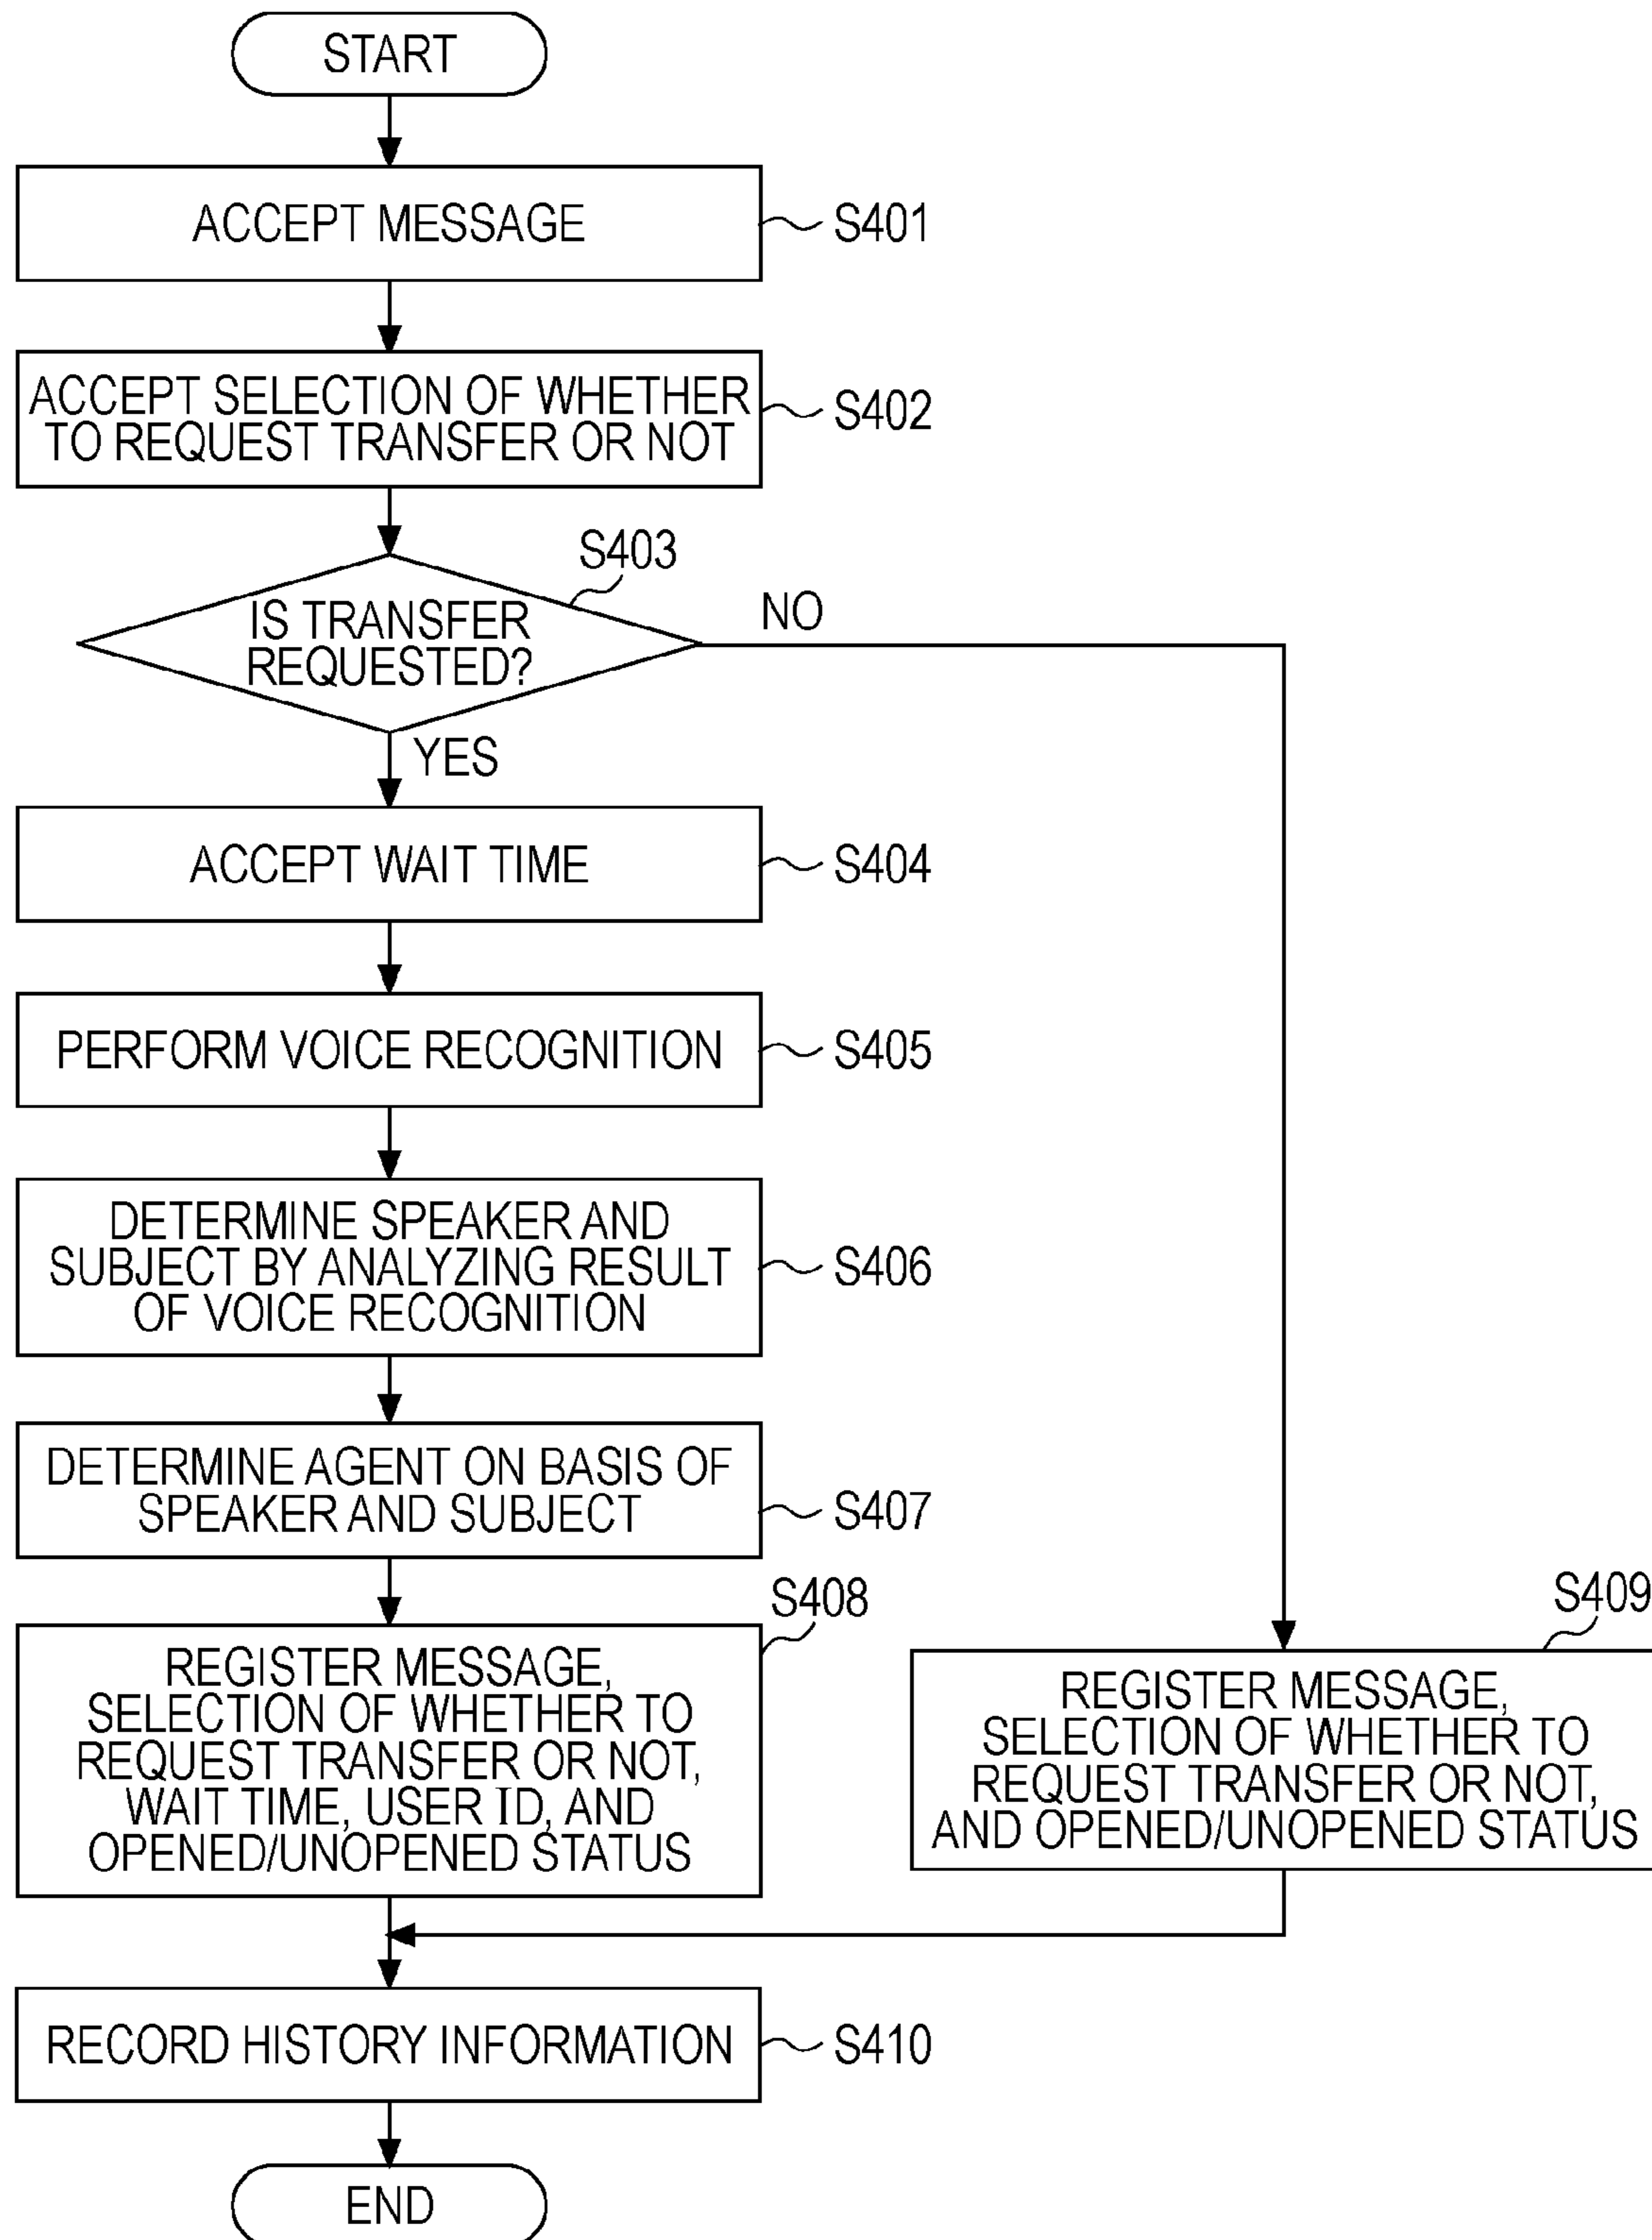 START
ACCEPT MESSAGE
S401
ACCEPT SELECTION OF WHETHER
TO REQUEST TRANSFER OR NOT
S402
S403
IS TRANSFER
REQUESTED?
NO
YES
ACCEPT WAIT TIME
S404
PERFORM VOICE RECOGNITION
S405
DETERMINE SPEAKER AND
SUBJECT BY ANALYZING RESULT
OF VOICE RECOGNITION
S406
DETERMINE AGENT ON BASIS OF
SPEAKER AND SUBJECT
S407
S408
REGISTER MESSAGE,
SELECTION OF WHETHER TO
REQUEST TRANSFER OR NOT,
WAIT TIME, USER ID, AND
OPENED/UNOPENED STATUS
S409
REGISTER MESSAGE,
SELECTION OF WHETHER TO
REQUEST TRANSFER OR NOT,
AND OPENED/UNOPENED STATUS
RECORD HISTORY INFORMATION
S410
END